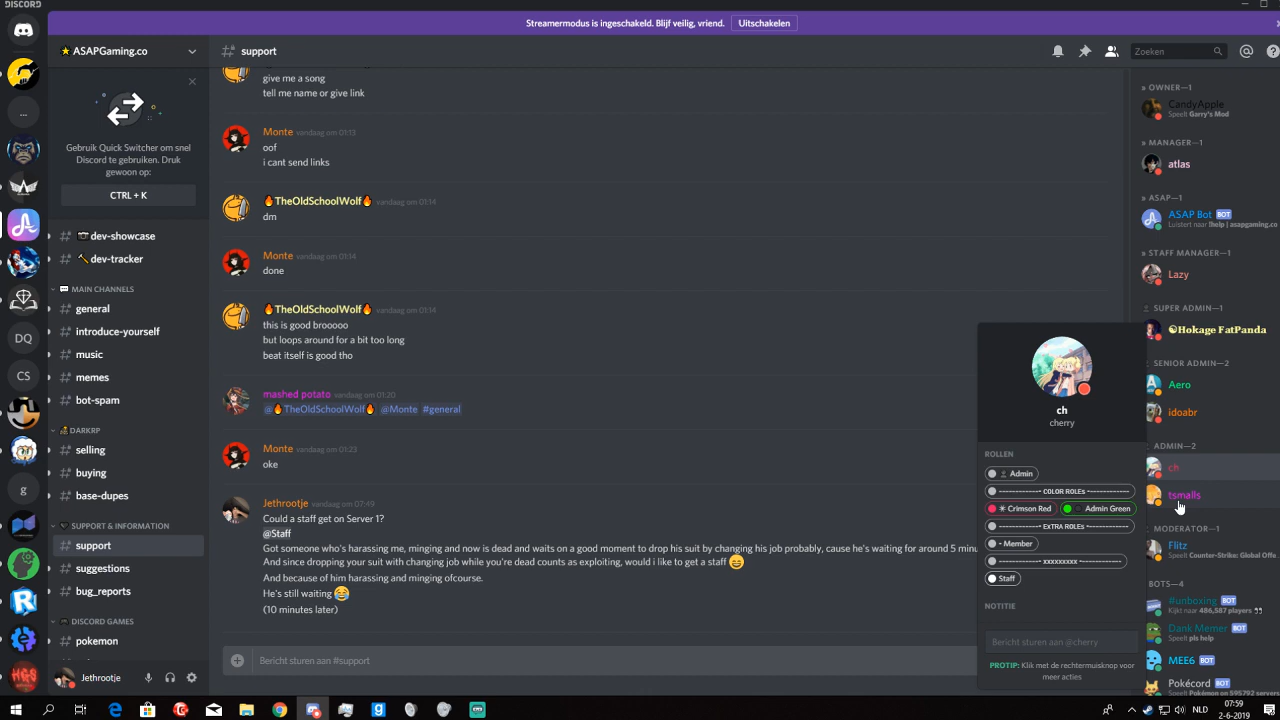 DISCORD
Streamermodus is ingeschakeld. Blijf veilig, vriend.
Uitschakelen
ASAPGaming.co
Gebruik Quick Switcher om snel
Discord te gebruiken. Druk
gewoon op:
CTRL + K
dev-showcase
dev-tracker
MAIN CHANNELS
general
introduce-yourself
music
memes
bot-spam
DARKRP
selling
buying
base-dupes
SUPPORT & INFORMATION
support
suggestions
bug_reports
DISCORD GAMES
pokemon
Jethrootje
...
DQ
CS
g
support
Zoeken
give me a song
tell me name or give link
Monte vandaag om 01:13
oof
i cant send links
🔥TheOldSchoolWolf🔥 vandaag om 01:14
dm
Monte vandaag om 01:14
done
🔥TheOldSchoolWolf🔥 vandaag om 01:14
this is good brooooo
but loops around for a bit too long
beat itself is good tho
mashed potato vandaag om 01:20
@🔥TheOldSchoolWolf🔥 @Monte #general
Monte vandaag om 01:23
oke
Jethrootje vandaag om 07:49
Could a staff get on Server 1?
@Staff
Got someone who's harassing me, minging and now is dead and waits on a good moment to drop his suit by changing his job probably, cause he's waiting for around 5 minu
And since dropping your suit with changing job while you're dead counts as exploiting, would i like to get a staff 😄
And because of him harassing and minging ofcourse.
He's still waiting 😂
(10 minutes later)
Bericht sturen aan #support
ch
cherry
ROLLEN
Admin
------------- COLOR ROLEs -------------
✳ Crimson Red
Admin Green
------------- ExTRA ROLEs -------------
- Member
------------- xxxxxxxxx -------------
Staff
NOTITIE
Bericht sturen aan @cherry
PROTIP: Klik met de rechtermuisknop voor
meer acties
» OWNER—1
CandyApple
Speelt Garry's Mod
» MANAGER—1
atlas
» ASAP—1
ASAP Bot BOT
Luistert naar !help | asapgaming.co
» STAFF MANAGER—1
Lazy
SUPER ADMIN—1
☯Hokage FatPanda
SENIOR ADMIN—2
Aero
idoabr
ADMIN—2
ch
tsmalls
MODERATOR—1
Flitz
Speelt Counter-Strike: Global Offe
BOTS—4
#unboxing BOT
Kijkt naar 486,587 players 👀
Dank Memer BOT
Speelt pls help
MEE6 BOT
Pokécord BOT
Speelt Pokémon on 595792 servers
NLD
07:59
2-6-2019